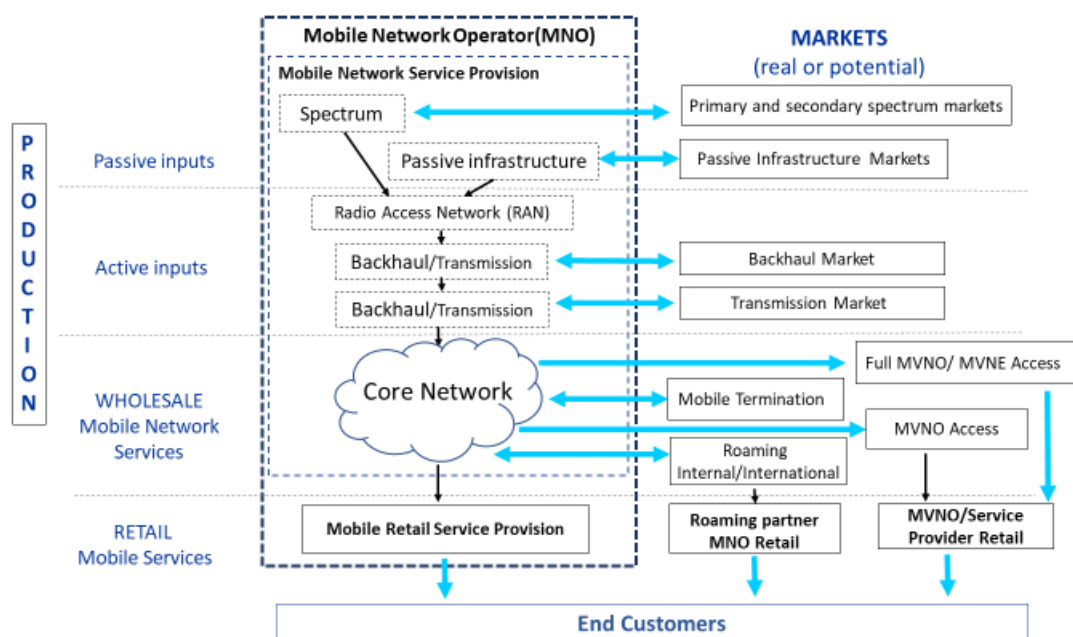 Mobile Network Operator(MNO)
MARKETS
(real or potential)
Mobile Network Service Provision
Spectrum
Primary and secondary spectrum markets
PRODUCTION
Passive inputs
Passive infrastructure
Passive Infrastructure Markets
Radio Access Network (RAN)
Active inputs
Backhaul/Transmission
Backhaul Market
Backhaul/Transmission
Transmission Market
Core Network
Full MVNO/ MVNE Access
WHOLESALE
Mobile Network
Services
Mobile Termination
MVNO Access
Roaming
Internal/International
RETAIL
Mobile Services
Mobile Retail Service Provision
Roaming partner
MNO Retail
MVNO/Service
Provider Retail
End Customers